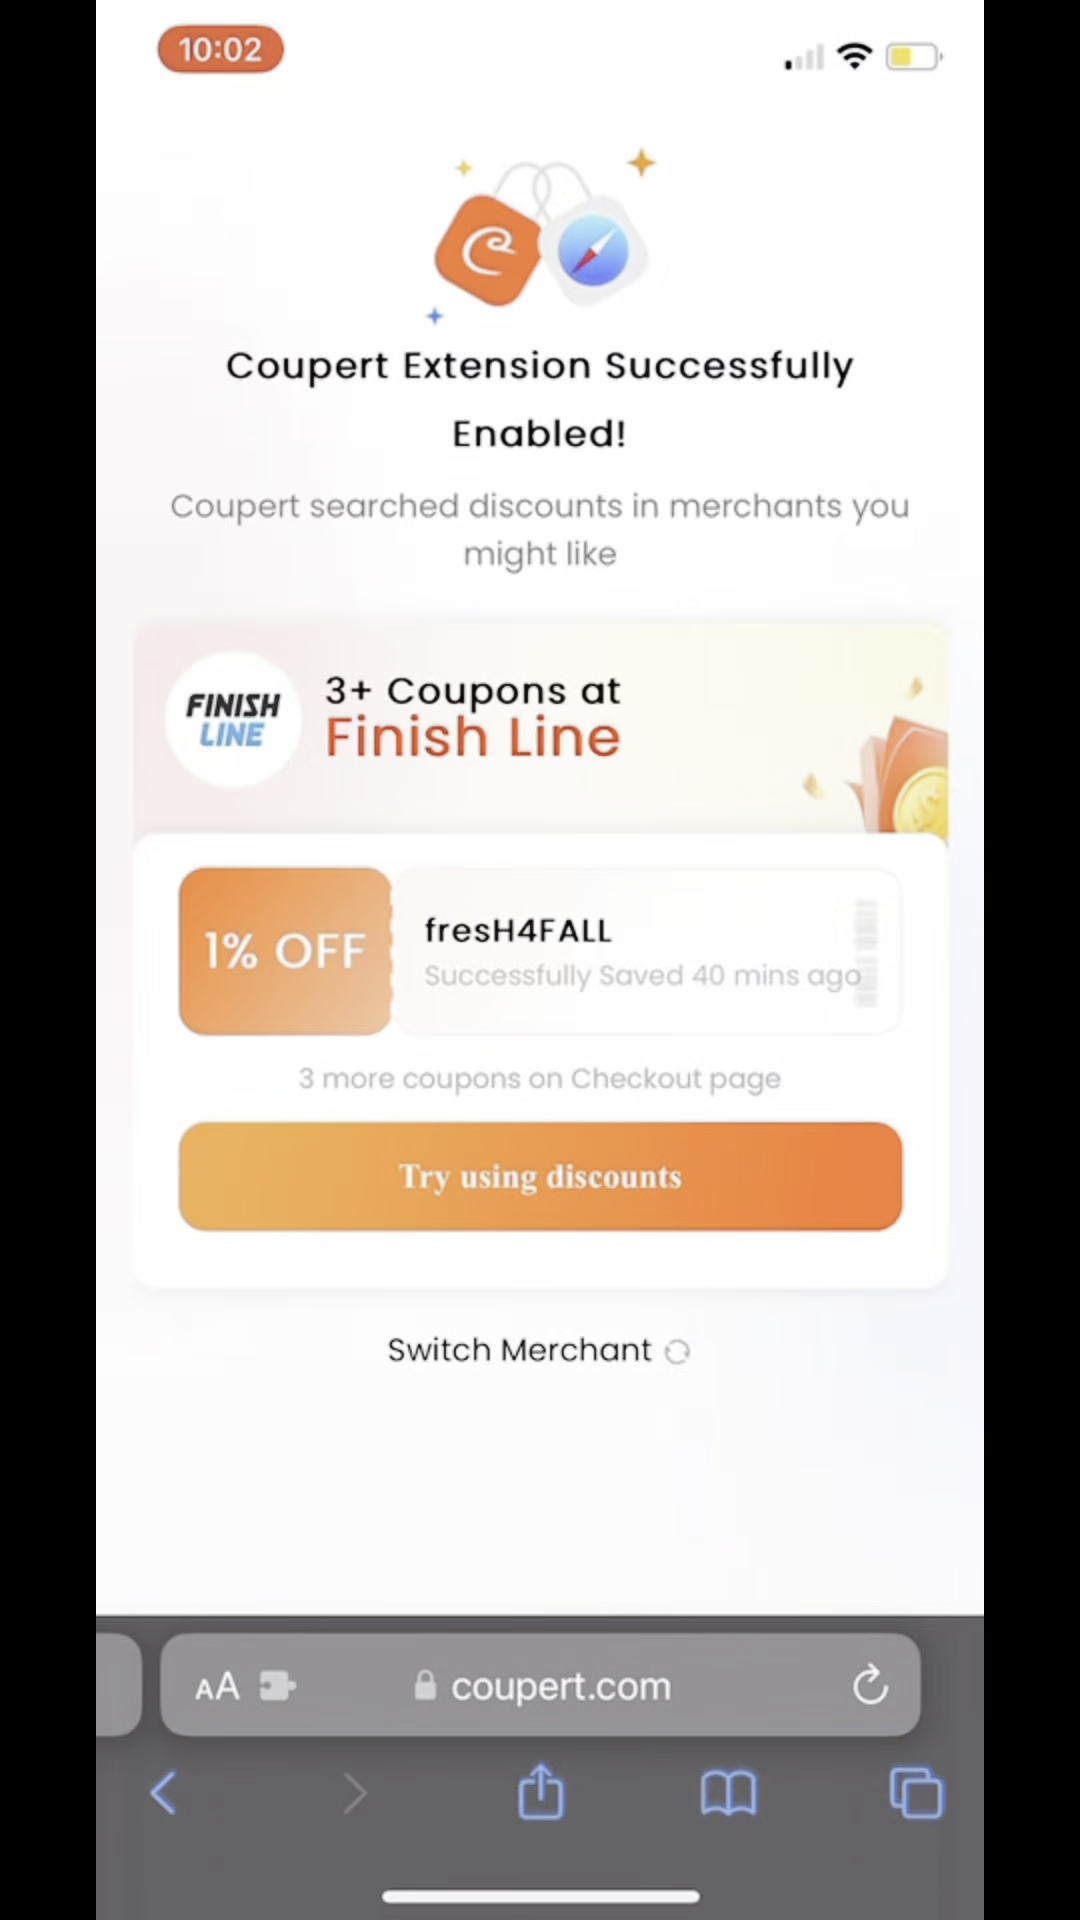 10:02
Coupert Extension Successfully
Enabled!
Coupert searched discounts in merchants you
might like
FINISH
LINE
3+ Coupons at
Finish Line
1% OFF
fresH4FALL
Successfully Saved 40 mins ago
3 more coupons on Checkout page
Try using discounts
Switch Merchant
AA
coupert.com